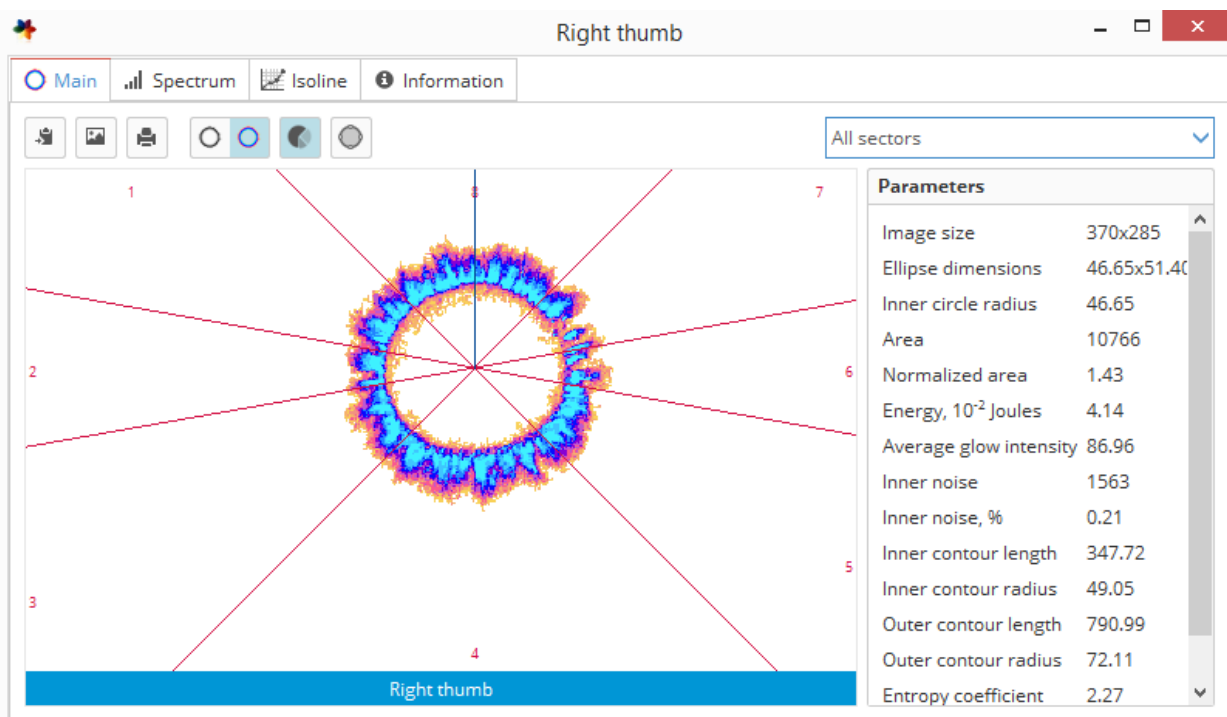 Right thumb
Main Spectrum Isoline Information
All sectors
1 8 7
2 6
3 5
4
Right thumb
Parameters
Image size 370x285
Ellipse dimensions 46.65x51.40
Inner circle radius 46.65
Area 10766
Normalized area 1.43
Energy, 10⁻² Joules 4.14
Average glow intensity 86.96
Inner noise 1563
Inner noise, % 0.21
Inner contour length 347.72
Inner contour radius 49.05
Outer contour length 790.99
Outer contour radius 72.11
Entropy coefficient 2.27